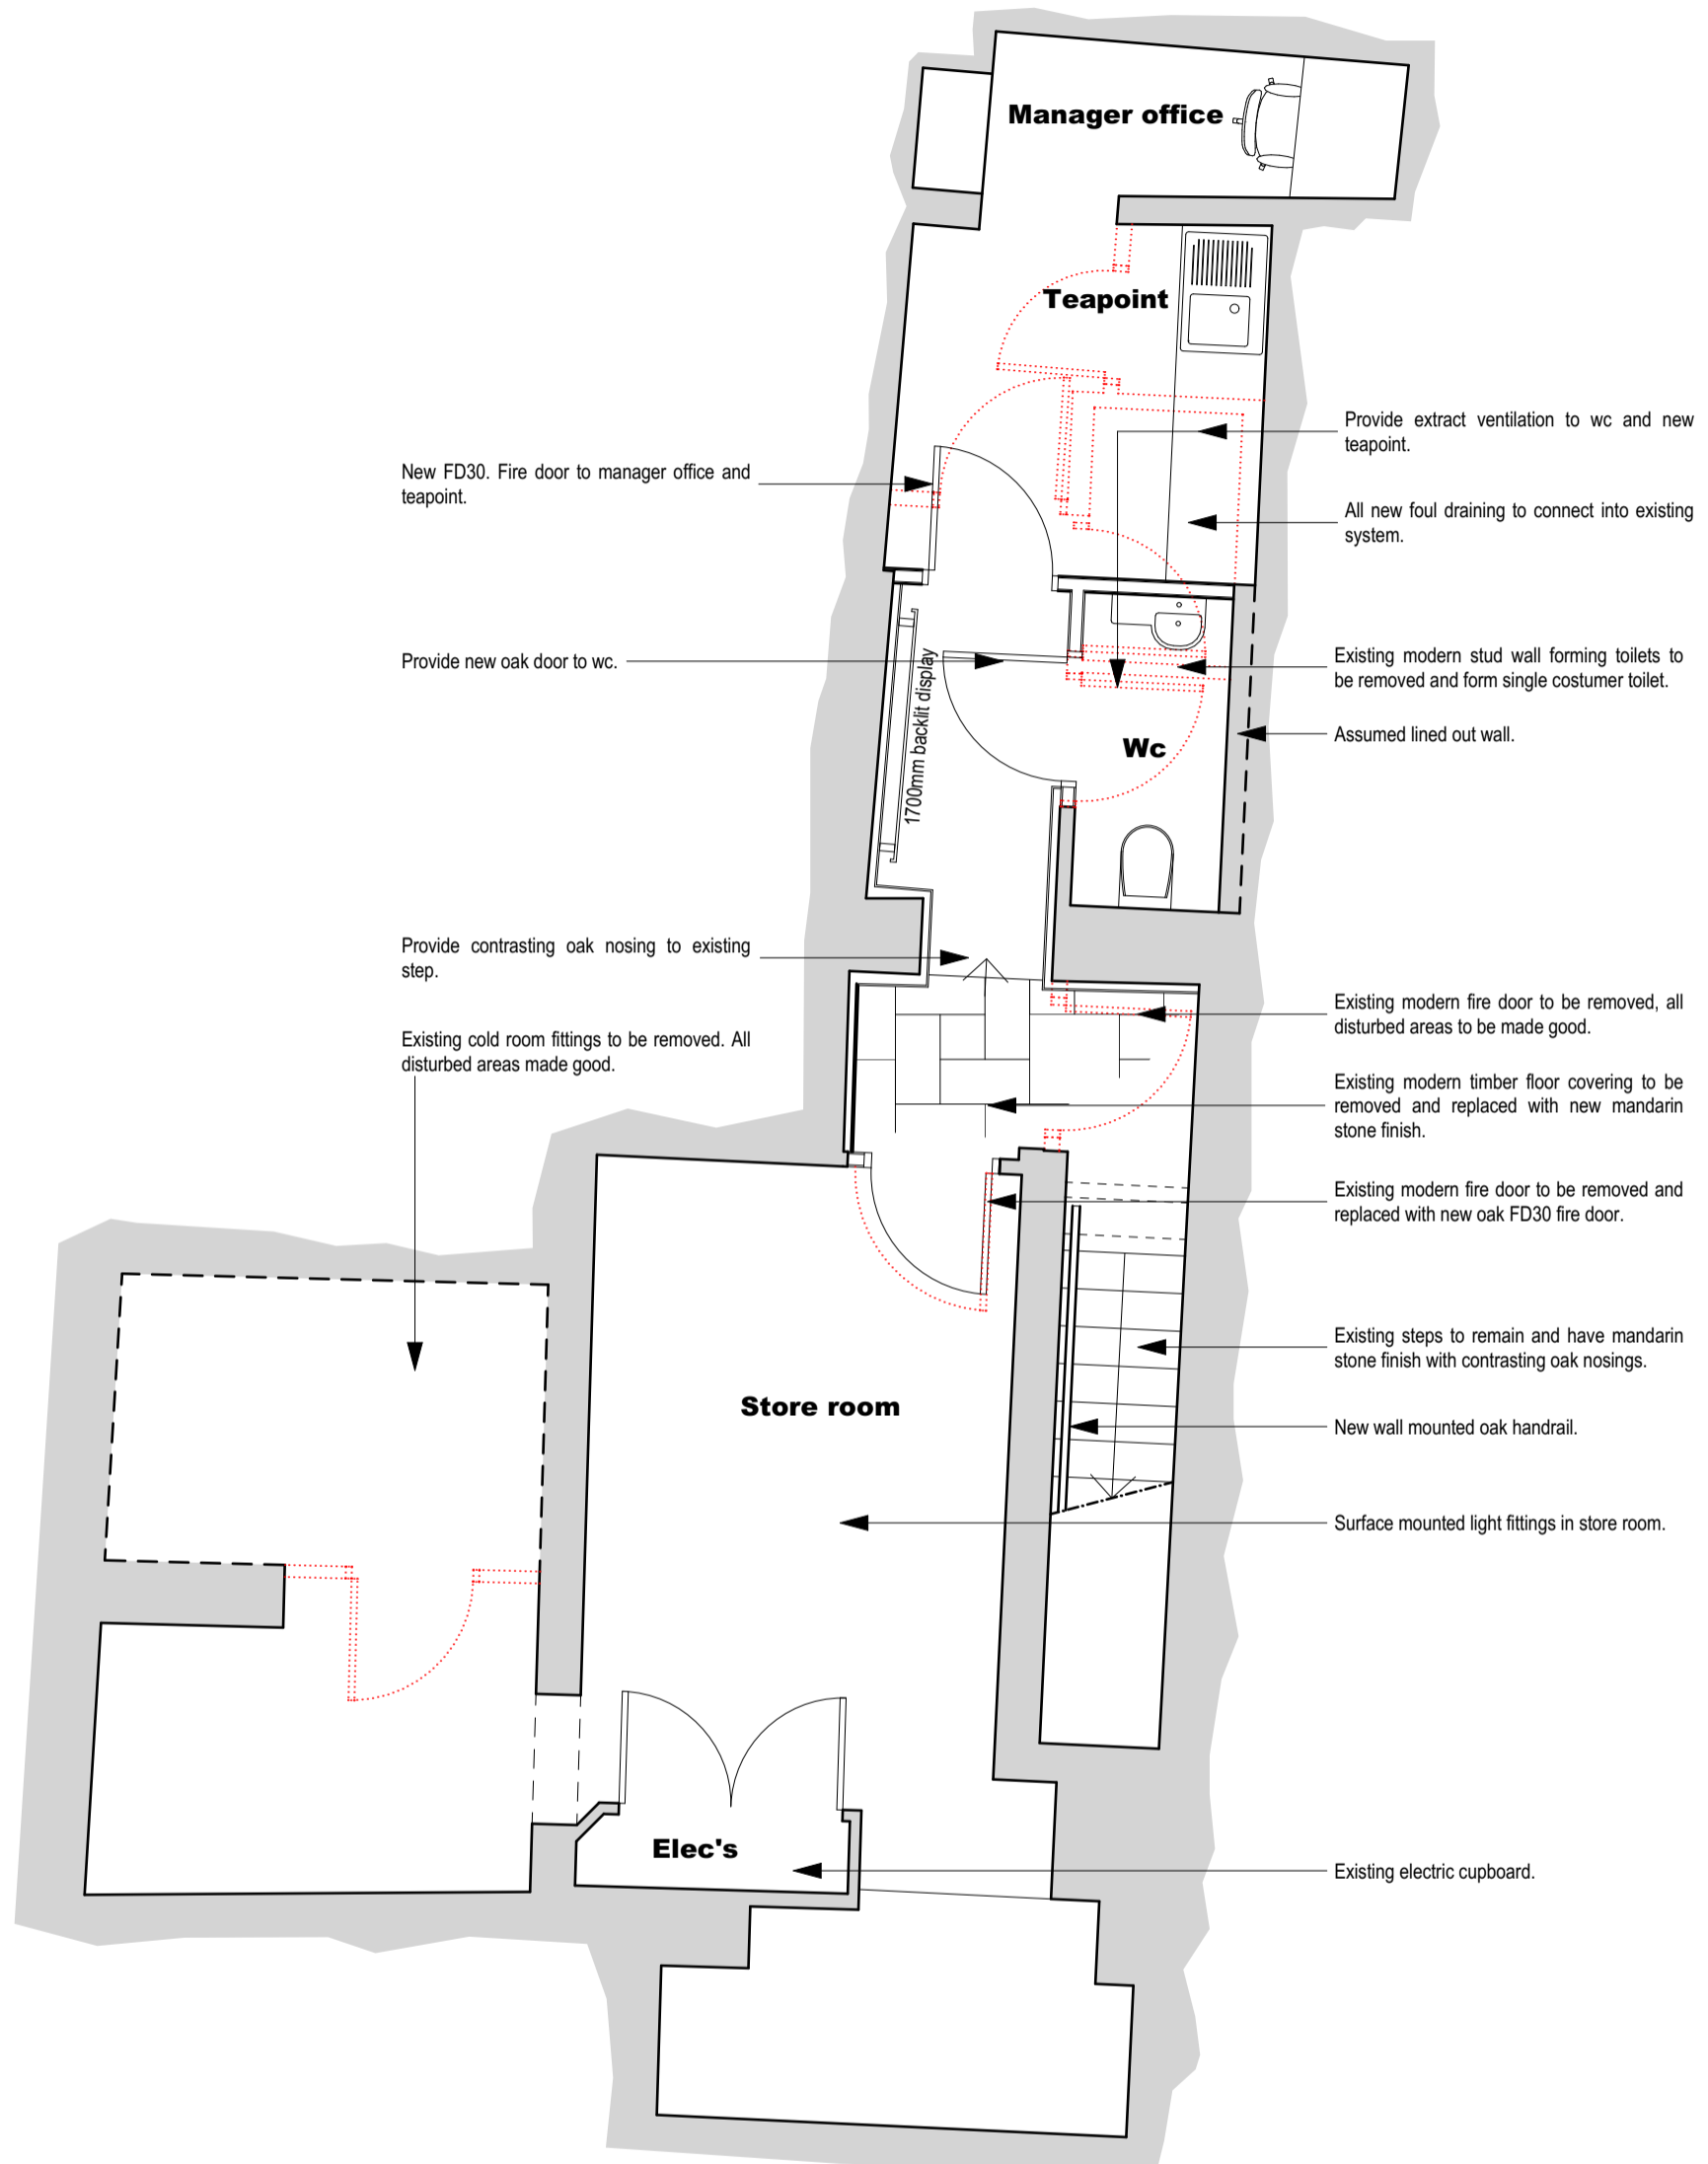 Manager office
Teapoint
Provide extract ventilation to wc and new
teapoint.
New FD30. Fire door to manager office and
teapoint.
All new foul draining to connect into existing
system.
Provide new oak door to wc.
1700mm backlit display
Existing modern stud wall forming toilets to
be removed and form single costumer toilet.
Wc
Assumed lined out wall.
Provide contrasting oak nosing to existing
step.
Existing modern fire door to be removed, all
disturbed areas to be made good.
Existing cold room fittings to be removed. All
disturbed areas made good.
Existing modern timber floor covering to be
removed and replaced with new mandarin
stone finish.
Existing modern fire door to be removed and
replaced with new oak FD30 fire door.
Existing steps to remain and have mandarin
stone finish with contrasting oak nosings.
Store room
New wall mounted oak handrail.
Surface mounted light fittings in store room.
Elec's
Existing electric cupboard.